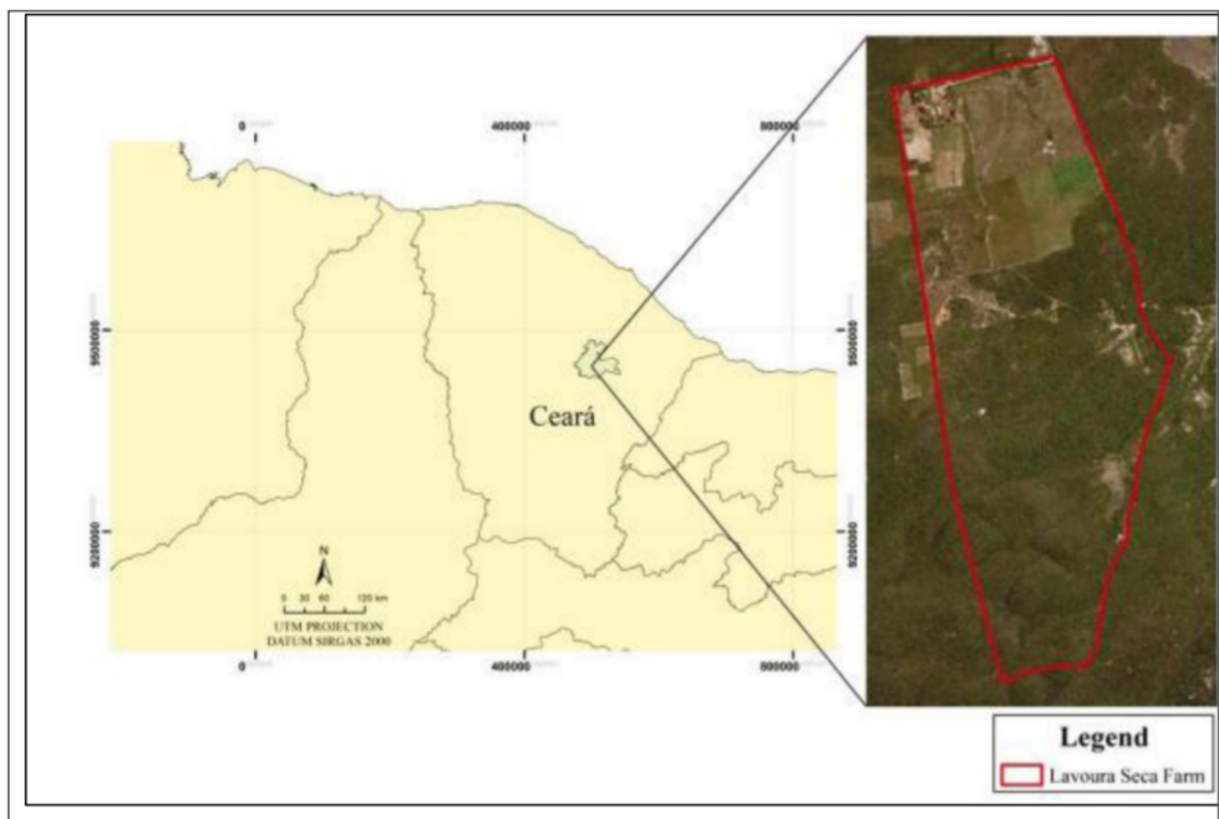 0 400000 800000
9500000 9500000
Ceará
9200000 9200000
N
0 30 60 120 km
UTM PROJECTION
DATUM SIRGAS 2000
0 400000 800000
Legend
Lavoura Seca Farm